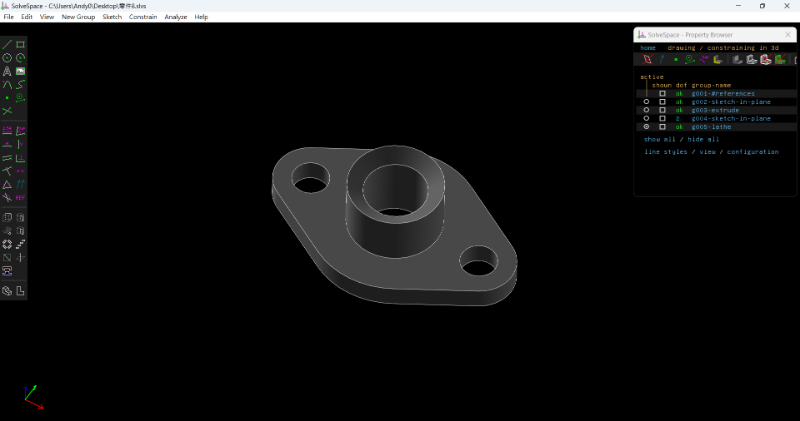 SolveSpace - C:\Users\Andy0\Desktop\零件ii.slvs
File Edit View New Group Sketch Constrain Analyze Help
SolveSpace - Property Browser
home drawing / constraining in 3d
active
shown dof group-name
ok g001-#references
ok g002-sketch-in-plane
ok g003-extrude
2 g004-sketch-in-plane
ok g005-lathe
show all / hide all
line styles / view / configuration